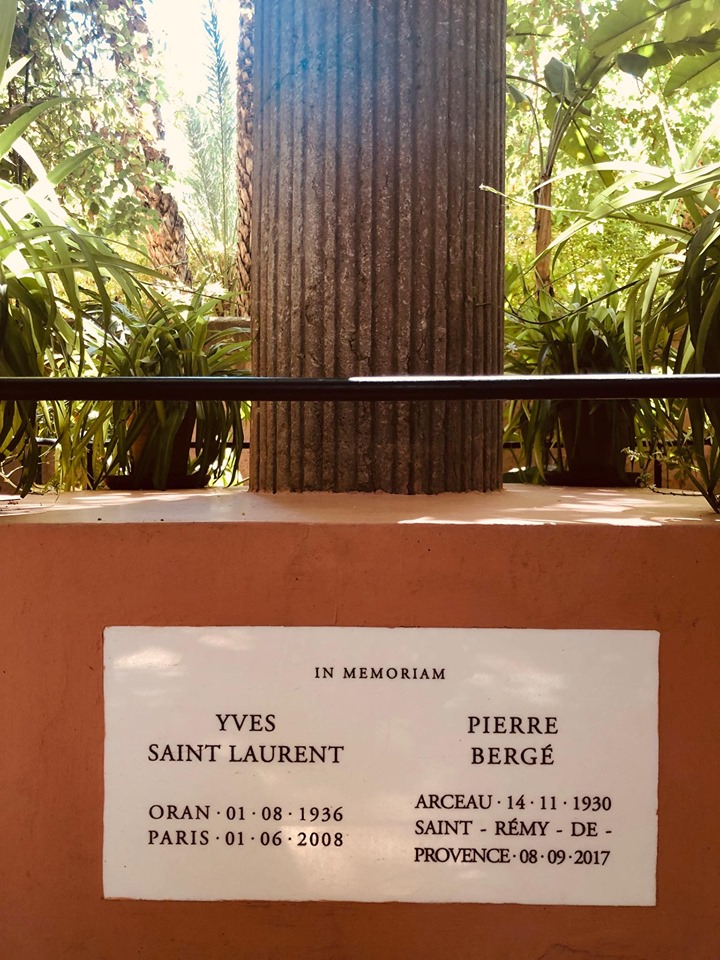 IN MEMORIAM
YVES
SAINT LAURENT
ORAN · 01 · 08 · 1936
PARIS · 01 · 06 · 2008
PIERRE
BERGÉ
ARCEAU · 14 · 11 · 1930
SAINT - RÉMY - DE -
PROVENCE · 08 · 09 · 2017